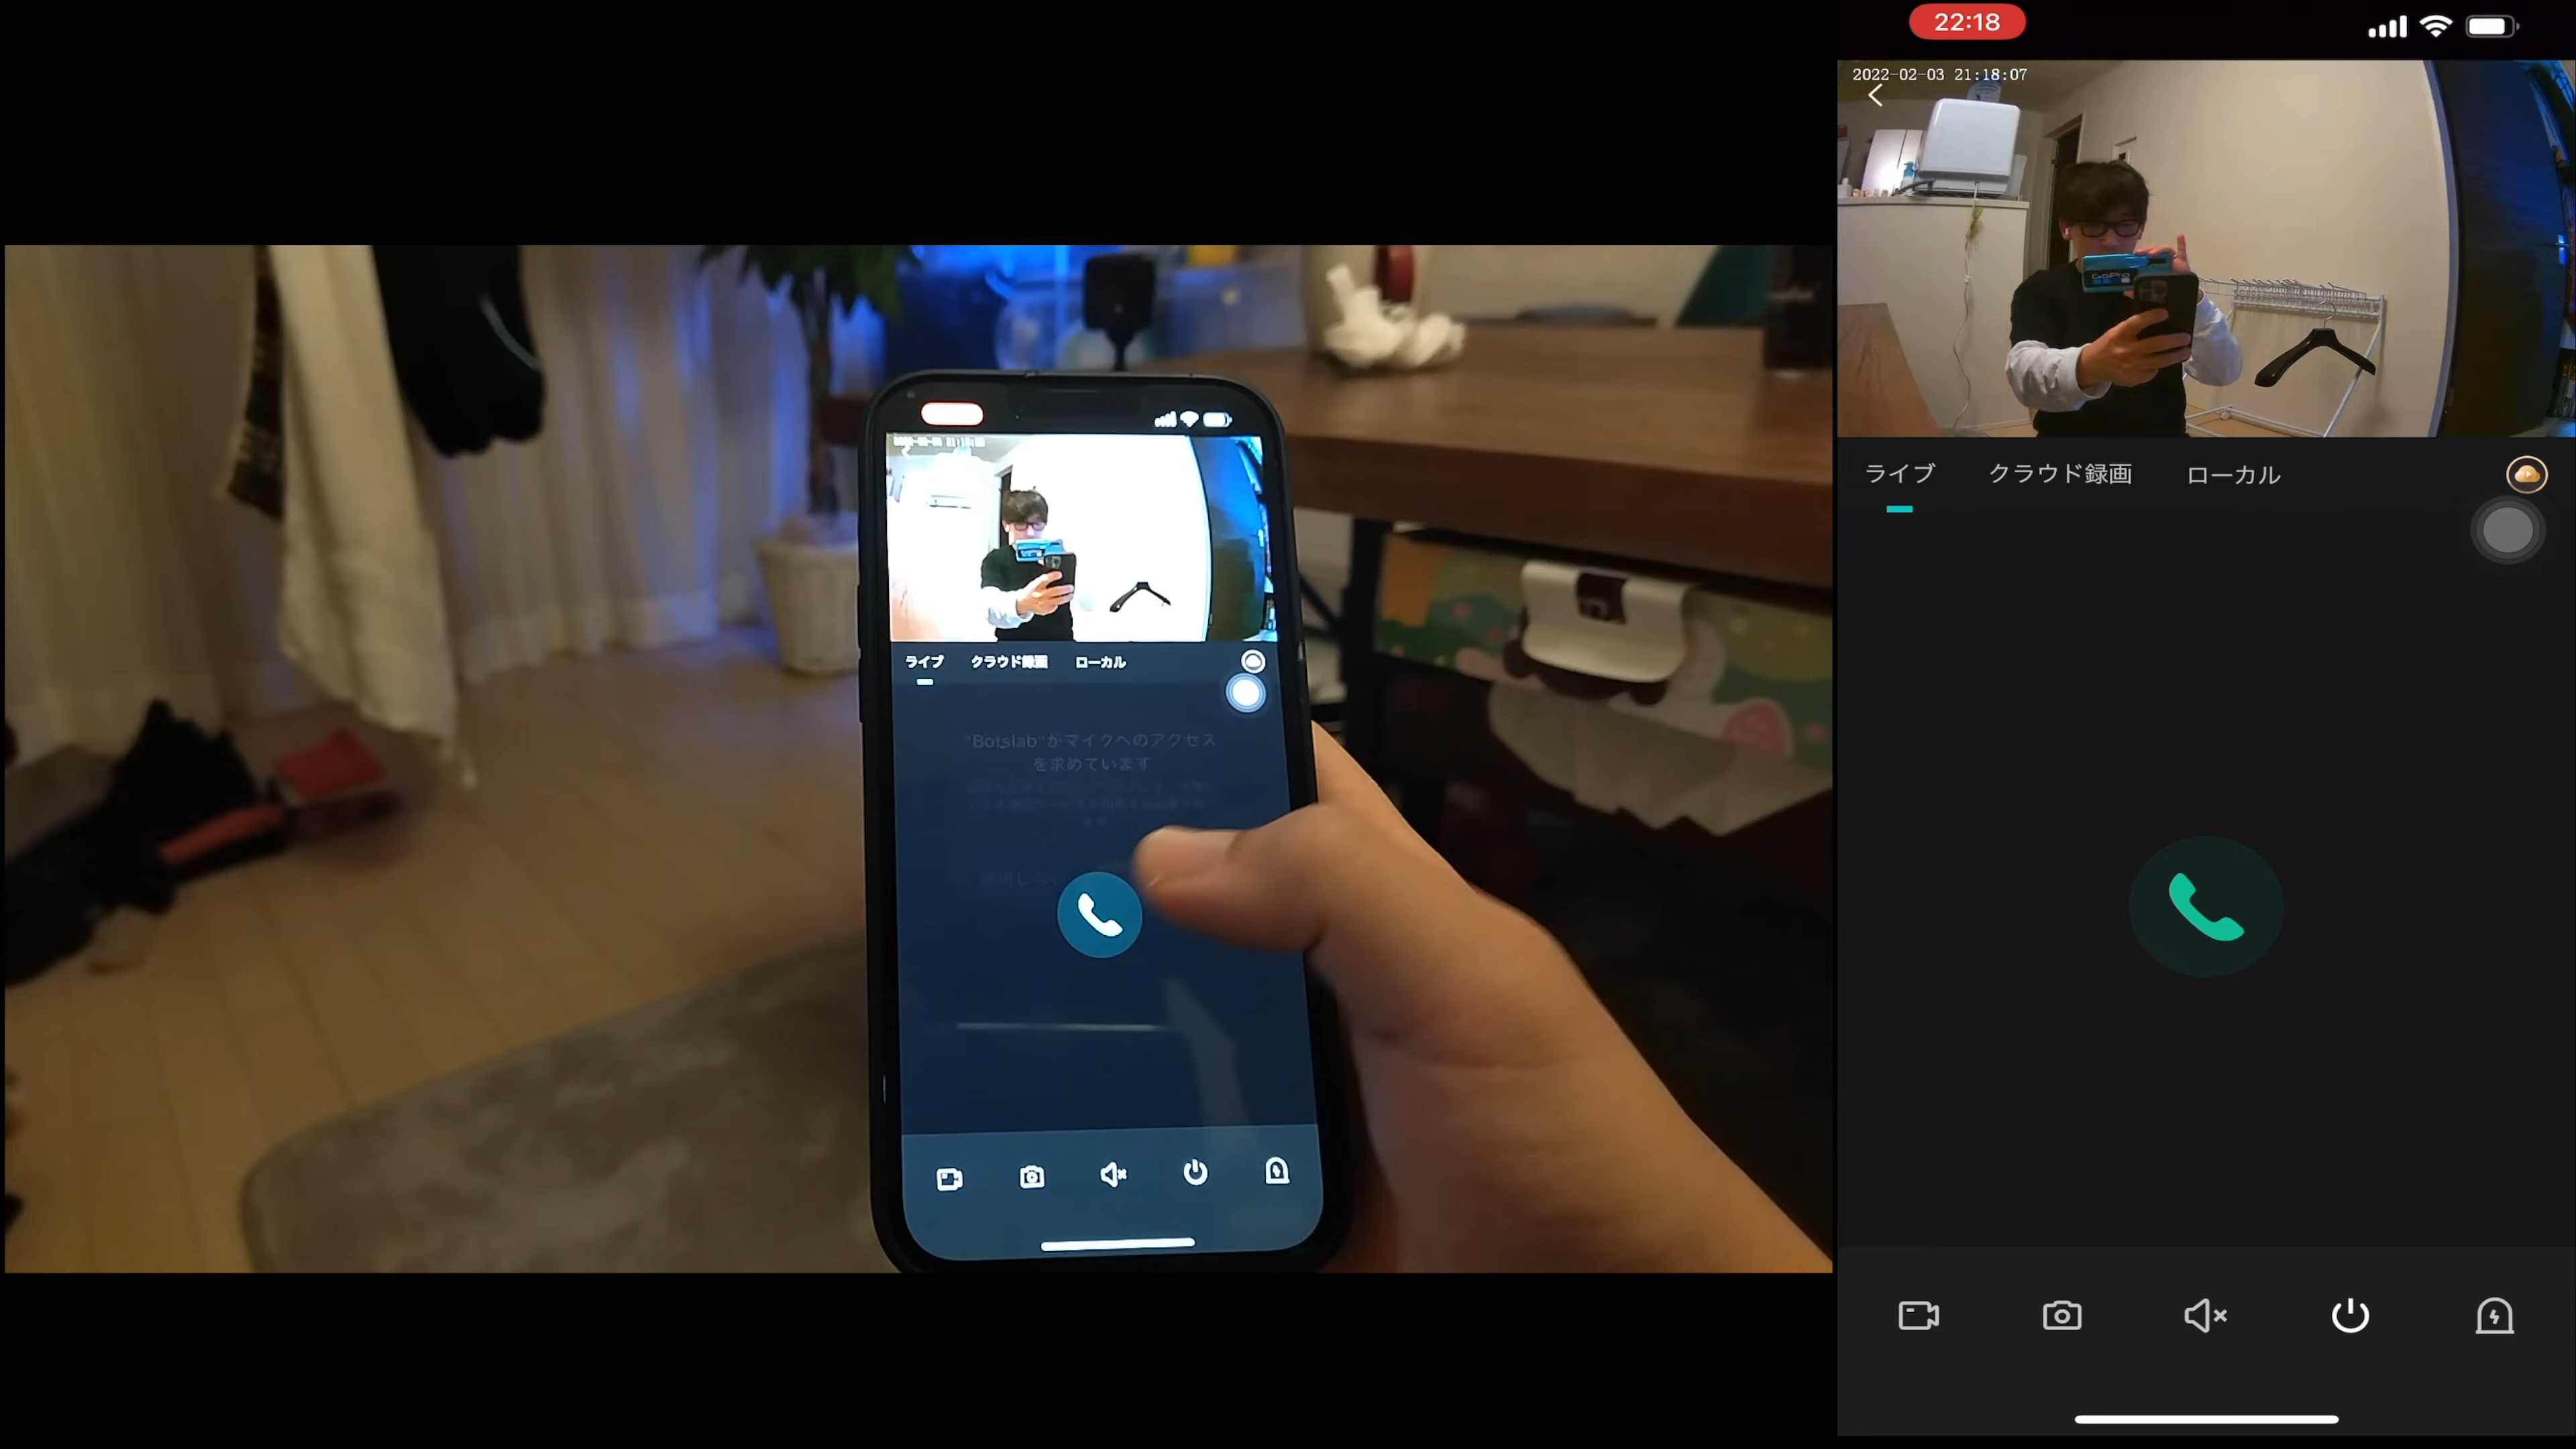 ライブ
クラウド録画
ローカル
"Botslab"がマイクへのアクセス
を求めています
22:18
2022-02-03 21:18:07
GoPro
ライブ
クラウド録画
ローカル